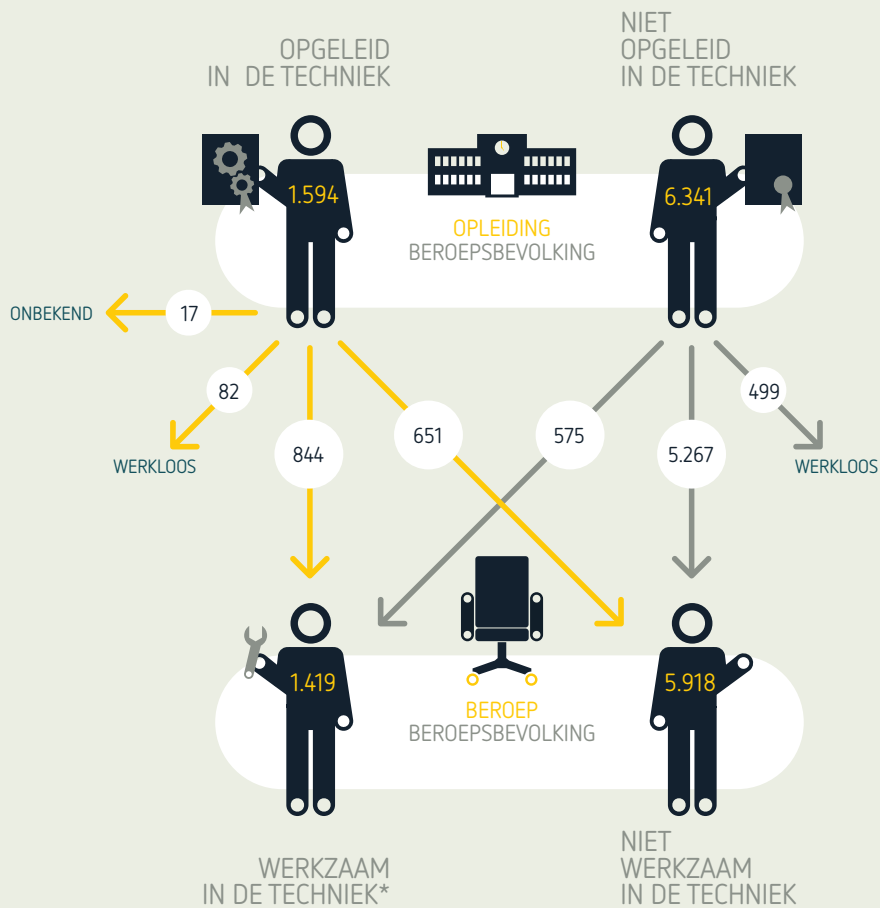 OPGELEID
IN DE TECHNIEK
NIET
OPGELEID
IN DE TECHNIEK
1.594
6.341
OPLEIDING
BEROEPSBEVOLKING
ONBEKEND
17
82
499
844
651
575
5.267
WERKLOOS
WERKLOOS
1.419
5.918
BEROEP
BEROEPSBEVOLKING
WERKZAAM
IN DE TECHNIEK*
NIET
WERKZAAM
IN DE TECHNIEK